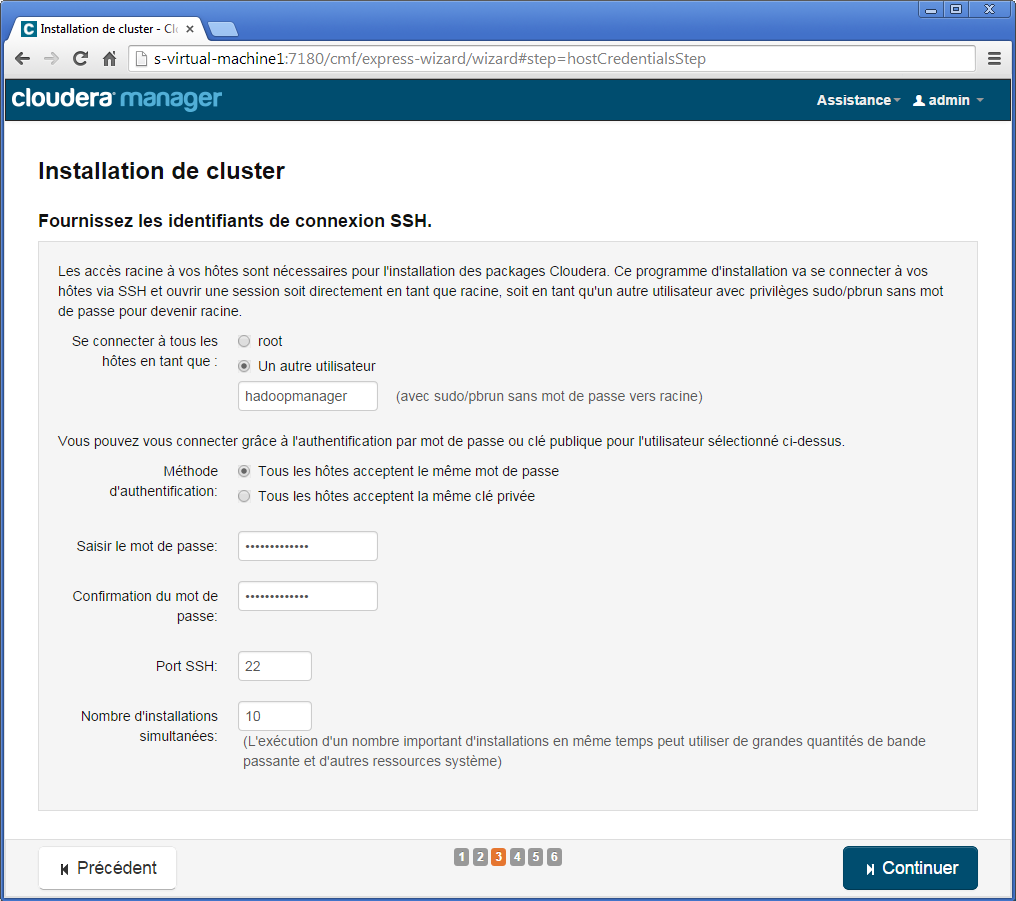 Installation de cluster - Clo
s-virtual-machine1:7180/cmf/express-wizard/wizard#step=hostCredentialsStep
cloudera manager
Assistance
admin
Installation de cluster
Fournissez les identifiants de connexion SSH.
Les accès racine à vos hôtes sont nécessaires pour l'installation des packages Cloudera. Ce programme d'installation va se connecter à vos
hôtes via SSH et ouvrir une session soit directement en tant que racine, soit en tant qu'un autre utilisateur avec privilèges sudo/pbrun sans mot
de passe pour devenir racine.
Se connecter à tous les
hôtes en tant que :
root
Un autre utilisateur
hadoopmanager
(avec sudo/pbrun sans mot de passe vers racine)
Vous pouvez vous connecter grâce à l'authentification par mot de passe ou clé publique pour l'utilisateur sélectionné ci-dessus.
Méthode
d'authentification:
Tous les hôtes acceptent le même mot de passe
Tous les hôtes acceptent la même clé privée
Saisir le mot de passe:
•••••••••••••
Confirmation du mot de
passe:
•••••••••••••
Port SSH:
22
Nombre d'installations
simultanées:
10
(L'exécution d'un nombre important d'installations en même temps peut utiliser de grandes quantités de bande
passante et d'autres ressources système)
Précédent
1 2 3 4 5 6
Continuer